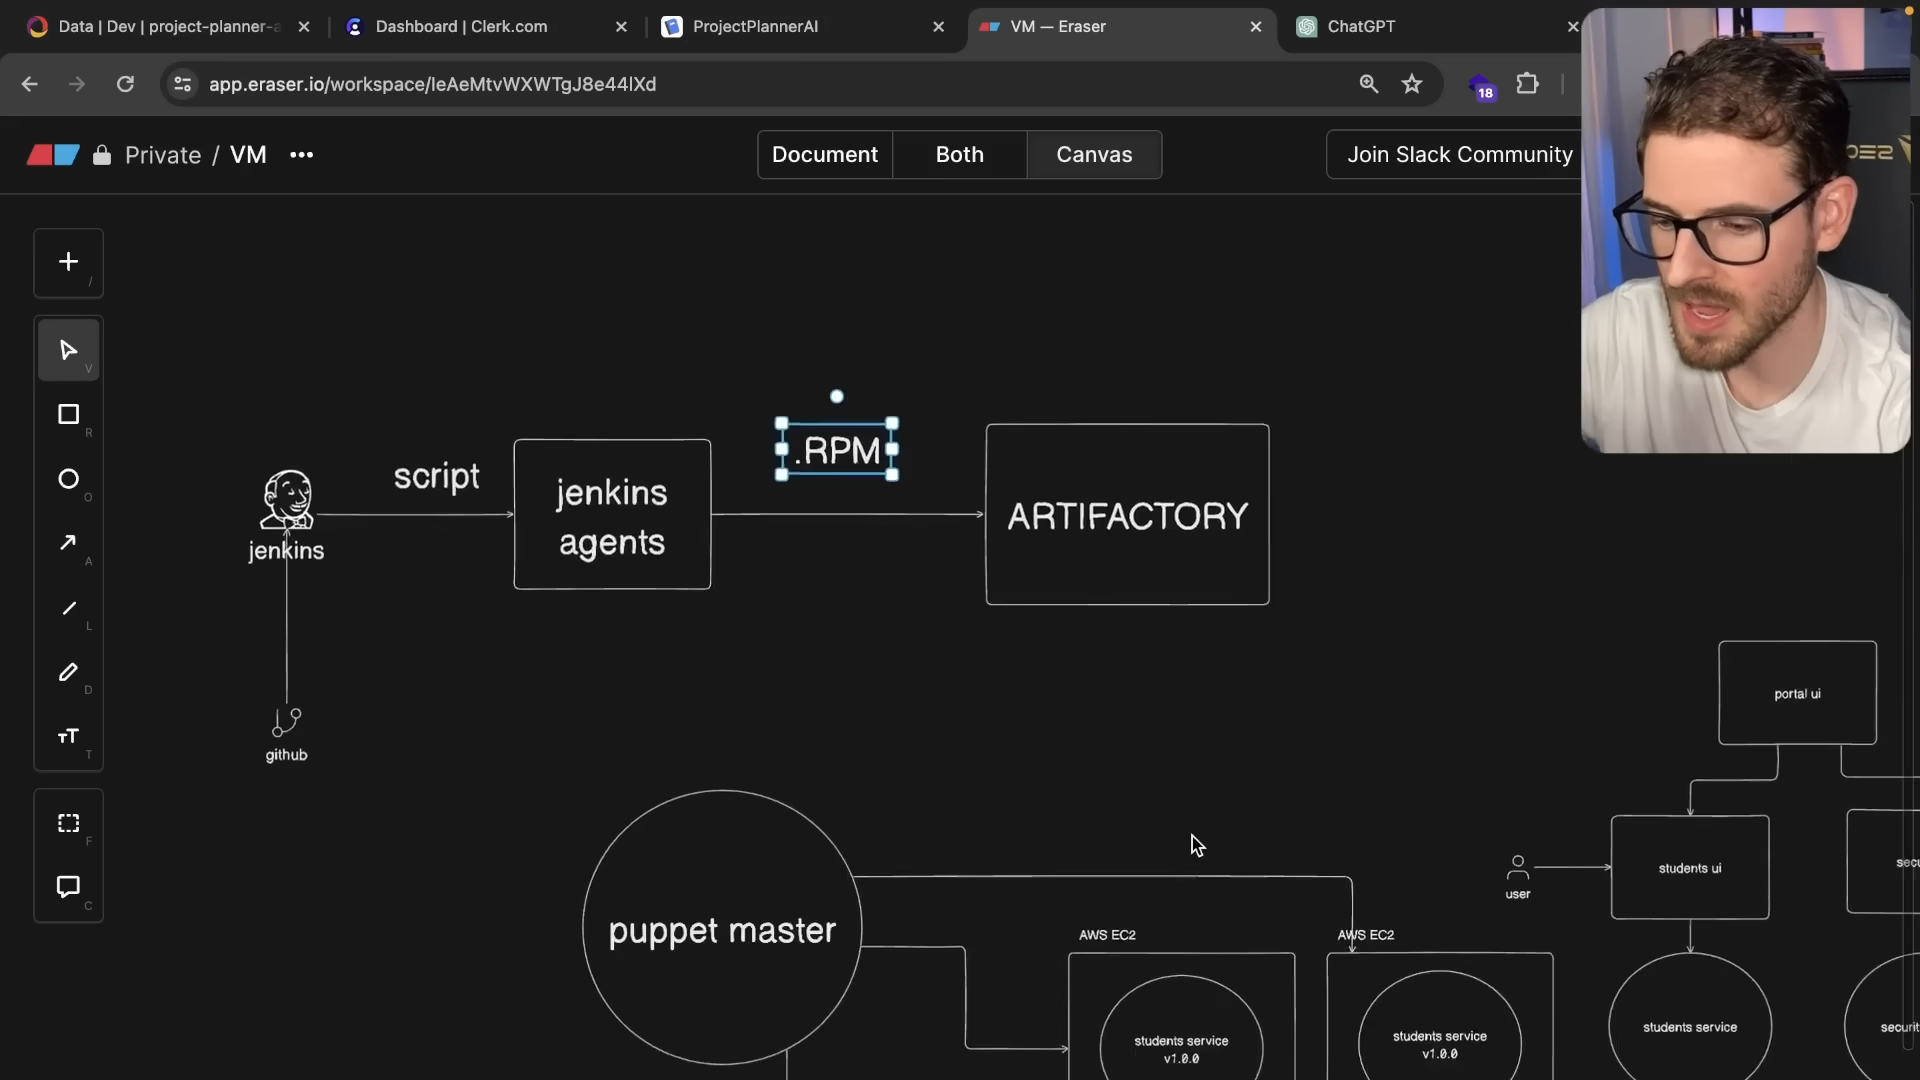 Data | Dev | project-planner-a
Dashboard | Clerk.com
ProjectPlannerAI
VM — Eraser
ChatGPT
app.eraser.io/workspace/IeAeMtvWXWTgJ8e44lXd
18
Private / VM
Document
Both
Canvas
Join Slack Community
/
V
R
O
A
L
D
T
F
C
.RPM
script
jenkins
agents
ARTIFACTORY
jenkins
github
portal ui
students ui
secu
user
puppet master
AWS EC2
AWS EC2
students service
v1.0.0
students service
v1.0.0
students service
securit